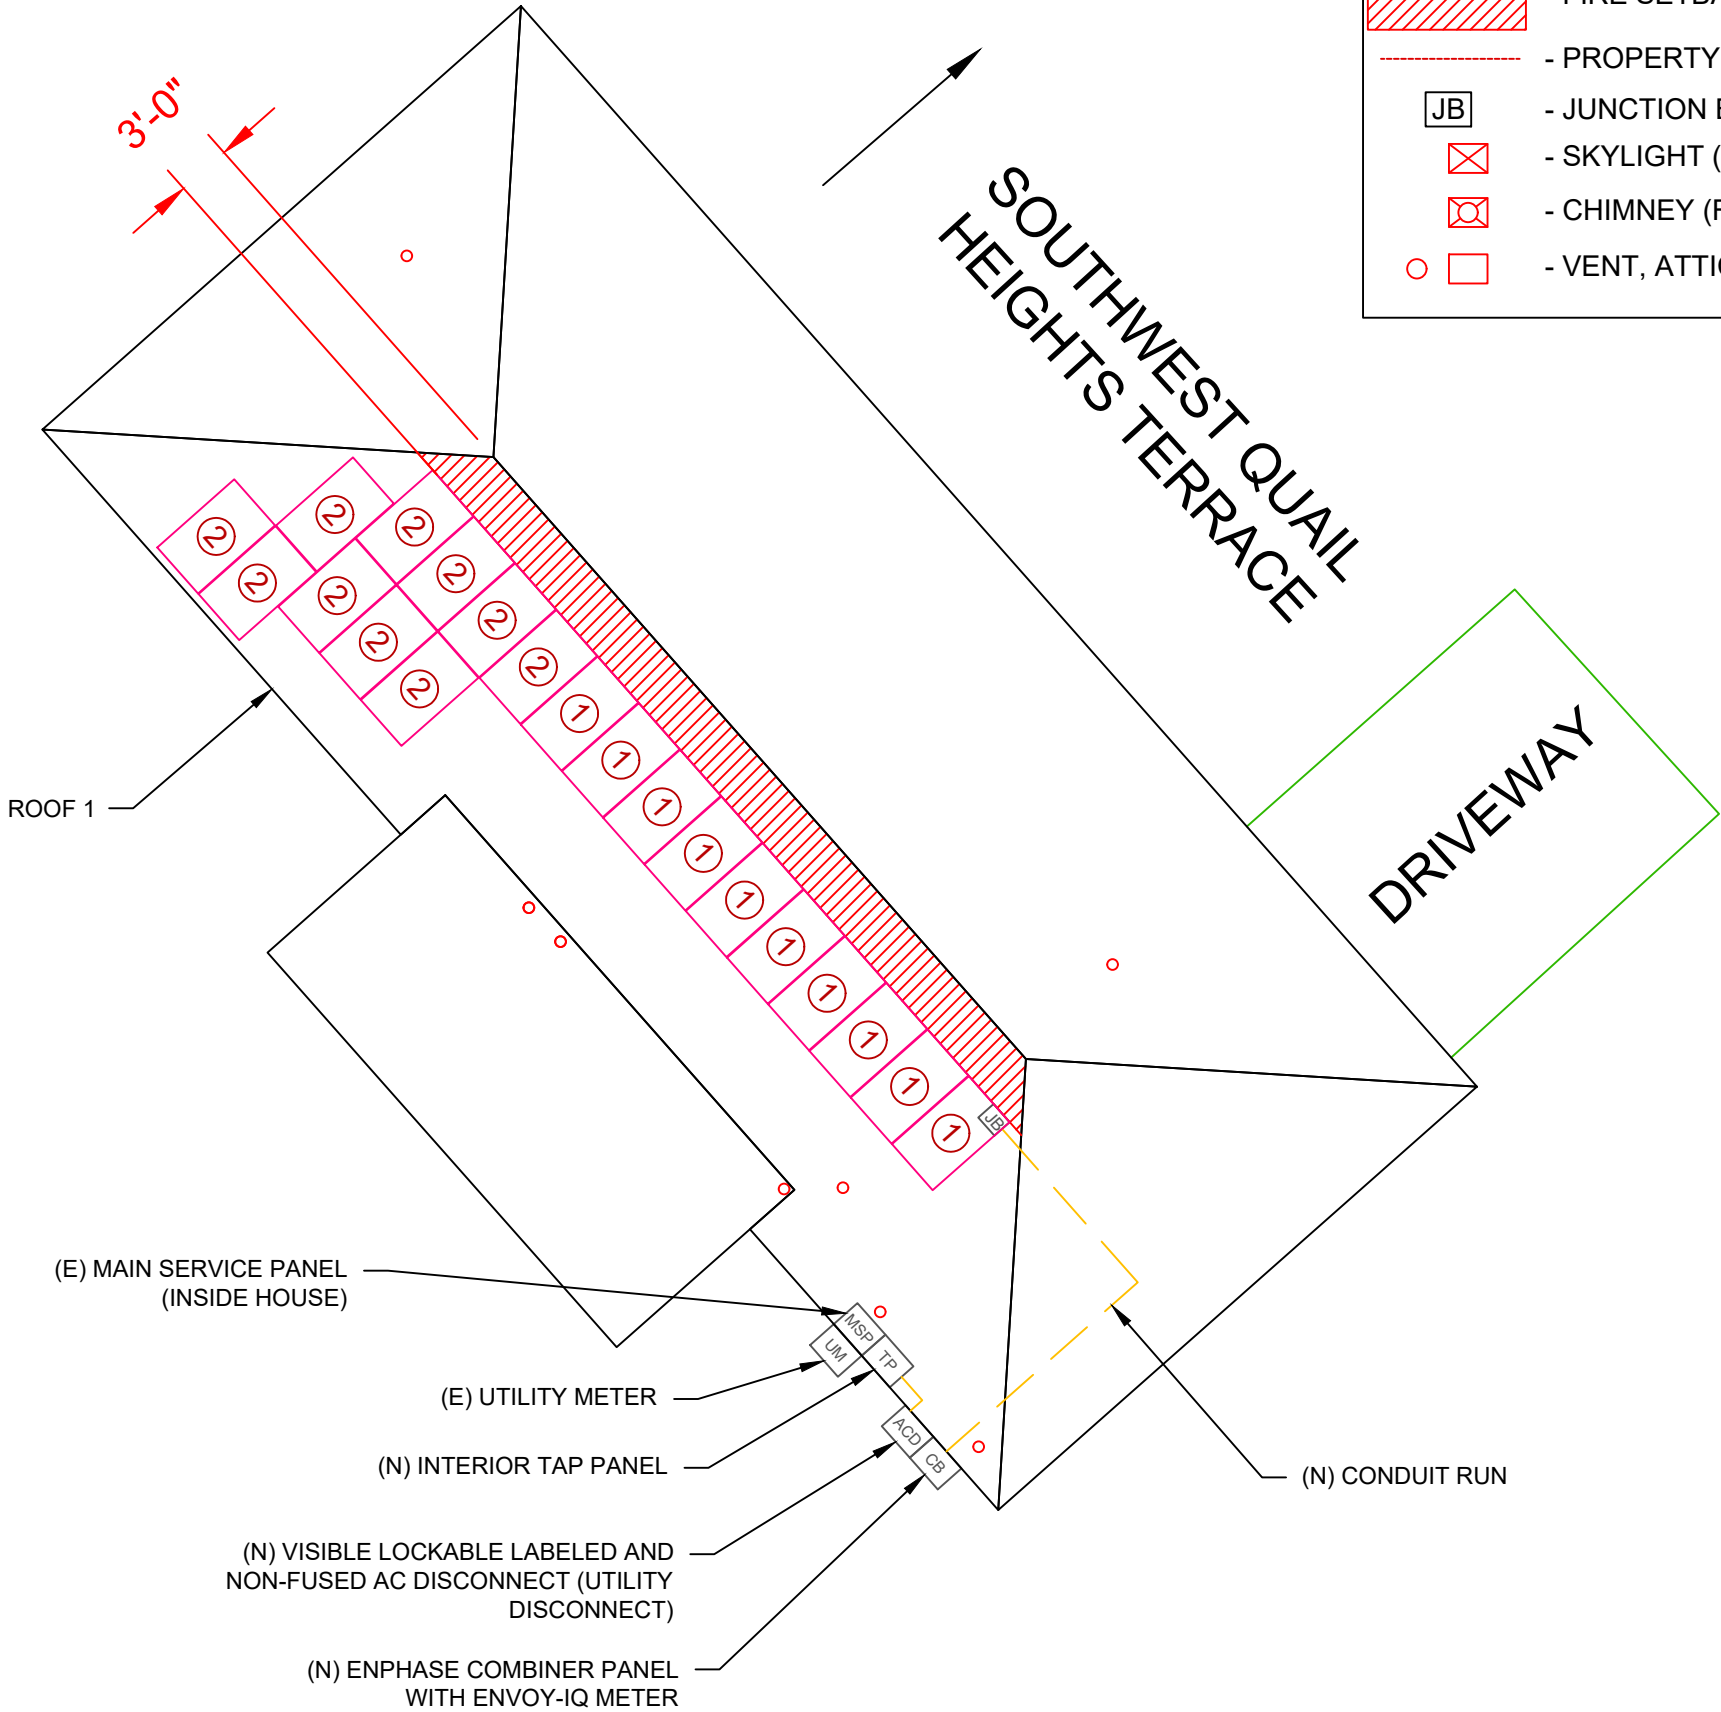 - PROPERTY
JB
- JUNCTION
- SKYLIGHT (
- CHIMNEY (
- VENT,
3'-0"
SOUTHWEST QUAIL
HEIGHTS TERRACE
DRIVEWAY
2
2
2
2
2
2
2
2
2
2
1
1
1
1
1
1
1
1
1
1
JB
ROOF 1
(E) MAIN SERVICE PANEL
(INSIDE HOUSE)
MSP
UM
TP
(E) UTILITY METER
ACD
CB
(N) INTERIOR TAP PANEL
(N) CONDUIT RUN
(N) VISIBLE LOCKABLE LABELED AND
NON-FUSED AC DISCONNECT (UTILITY
DISCONNECT)
(N) ENPHASE COMBINER PANEL
WITH ENVOY-IQ METER